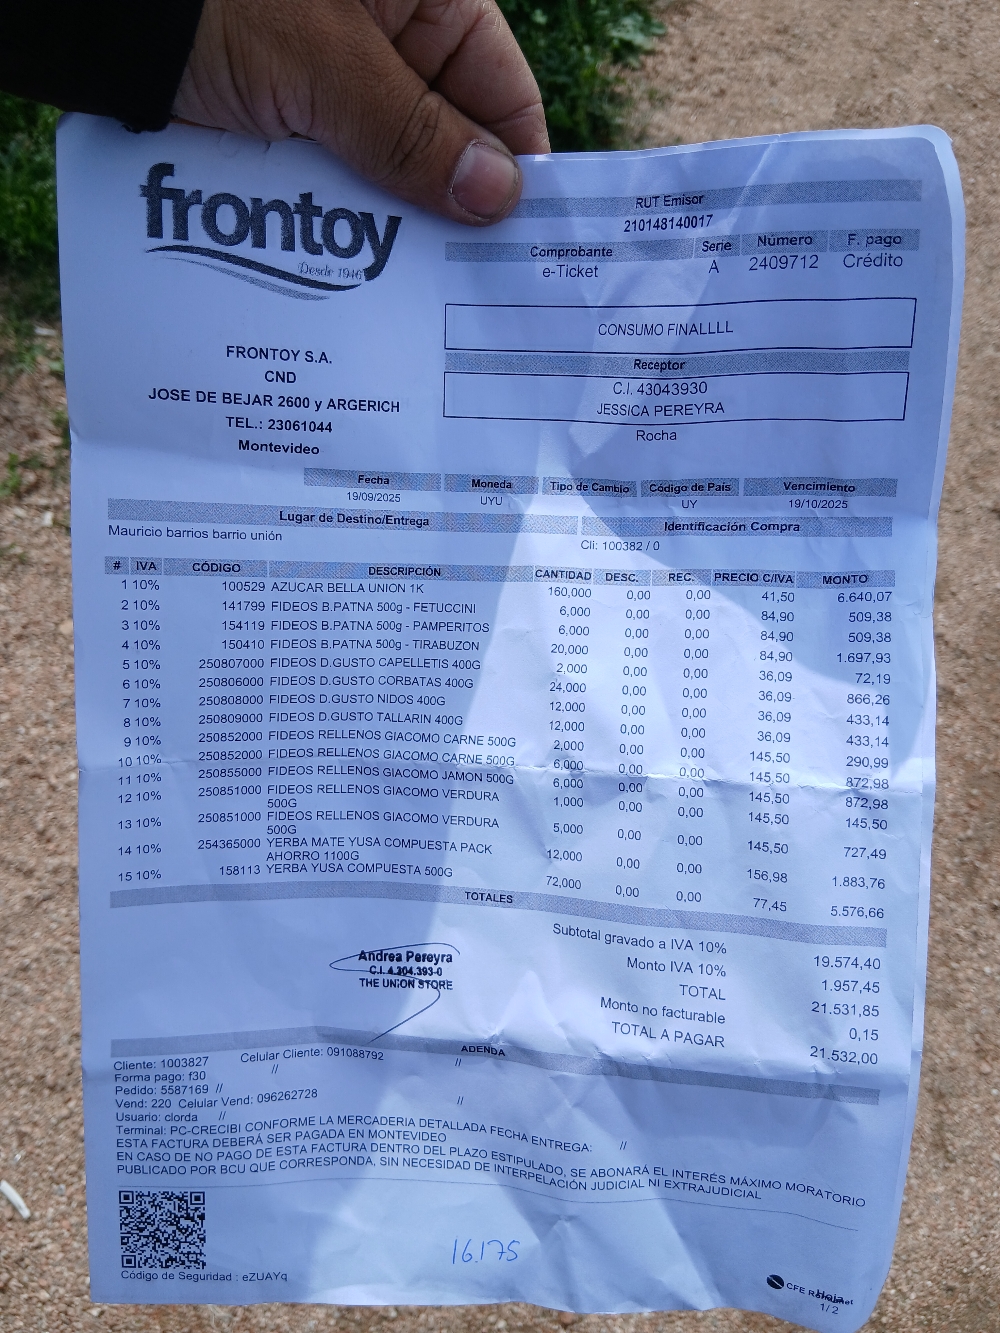 frontoy
Desde 1946
RUT Emisor
210148140017
Comprobante Serie Número F. pago
e-Ticket A 2409712 Crédito
CONSUMO FINALLLL
Receptor
C.I. 43043930
JESSICA PEREYRA
Rocha
FRONTOY S.A.
CND
JOSE DE BEJAR 2600 y ARGERICH
TEL.: 23061044
Montevideo
Fecha Moneda Tipo de Cambio Código de País Vencimiento
19/09/2025 UYU UY 19/10/2025
Lugar de Destino/Entrega Identificación Compra
Mauricio barrios barrio unión Cli: 100382 / 0
# IVA CÓDIGO DESCRIPCIÓN CANTIDAD DESC. REC. PRECIO C/IVA MONTO
1 10% 100529 AZUCAR BELLA UNION 1K 160,000 0,00 0,00 41,50 6.640,07
2 10% 141799 FIDEOS B.PATNA 500g - FETUCCINI 6,000 0,00 0,00 84,90 509,38
3 10% 154119 FIDEOS B.PATNA 500g - PAMPERITOS 6,000 0,00 0,00 84,90 509,38
4 10% 150410 FIDEOS B.PATNA 500g - TIRABUZON 20,000 0,00 0,00 84,90 1.697,93
5 10% 250807000 FIDEOS D.GUSTO CAPELLETIS 400G 2,000 0,00 0,00 36,09 72,19
6 10% 250806000 FIDEOS D.GUSTO CORBATAS 400G 24,000 0,00 0,00 36,09 866,26
7 10% 250808000 FIDEOS D.GUSTO NIDOS 400G 12,000 0,00 0,00 36,09 433,14
8 10% 250809000 FIDEOS D.GUSTO TALLARIN 400G 12,000 0,00 0,00 36,09 433,14
9 10% 250852000 FIDEOS RELLENOS GIACOMO CARNE 500G 2,000 0,00 0,00 145,50 290,99
10 10% 250852000 FIDEOS RELLENOS GIACOMO CARNE 500G 6,000 0,00 0,00 145,50 872,98
11 10% 250855000 FIDEOS RELLENOS GIACOMO JAMON 500G 6,000 0,00 0,00 145,50 872,98
12 10% 250851000 FIDEOS RELLENOS GIACOMO VERDURA 1,000 0,00 0,00 145,50 145,50
500G
13 10% 250851000 FIDEOS RELLENOS GIACOMO VERDURA 5,000 0,00 0,00 145,50 727,49
500G
14 10% 254365000 YERBA MATE YUSA COMPUESTA PACK 12,000 0,00 0,00 156,98 1.883,76
AHORRO 1100G
15 10% 158113 YERBA YUSA COMPUESTA 500G 72,000 0,00 0,00 77,45 5.576,66
TOTALES
Subtotal gravado a IVA 10% 19.574,40
Monto IVA 10% 1.957,45
TOTAL 21.531,85
Monto no facturable 0,15
TOTAL A PAGAR 21.532,00
Andrea Pereyra
C.I. 4.304.393-0
THE UNION STORE
ADENDA
Cliente: 1003827 Celular Cliente: 091088792 //
Forma pago: f30 //
Pedido: 5587169 //
Vend: 220 Celular Vend: 096262728 //
Usuario: clorda //
Terminal: PC-CRECIBI CONFORME LA MERCADERIA DETALLADA FECHA ENTREGA: //
ESTA FACTURA DEBERÁ SER PAGADA EN MONTEVIDEO
EN CASO DE NO PAGO DE ESTA FACTURA DENTRO DEL PLAZO ESTIPULADO, SE ABONARÁ EL INTERÉS MÁXIMO MORATORIO
PUBLICADO POR BCU QUE CORRESPONDA, SIN NECESIDAD DE INTERPELACIÓN JUDICIAL NI EXTRAJUDICIAL
16.175
Código de Seguridad : eZUAYq
CFE
Hoja
1/2